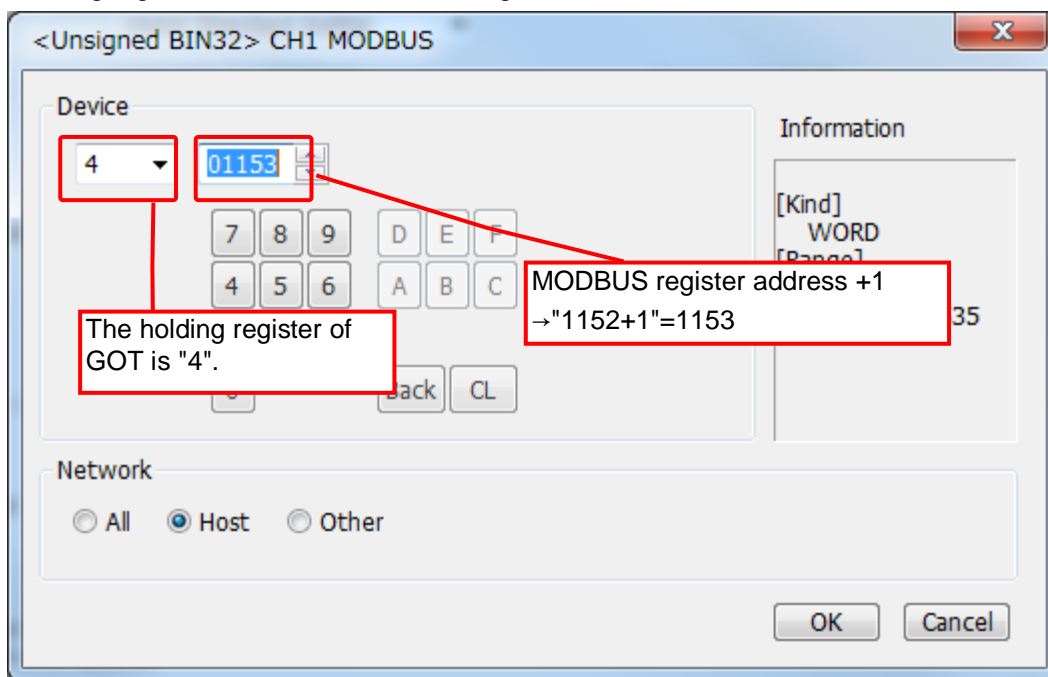 <Unsigned BIN32> CH1 MODBUS
Device
Information
4 01153
[Kind]
WORD
[Range]
7 8 9 D E F
4 5 6 A B C
MODBUS register address +1
→"1152+1"=1153
35
The holding register of
GOT is "4".
Back CL
Network
All Host Other
OK Cancel